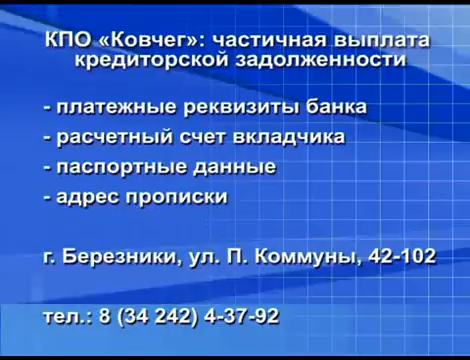 КПО «Ковчег»: частичная выплата
кредиторской задолженности
- платежные реквизиты банка
- расчетный счет вкладчика
- паспортные данные
- адрес прописки
г. Березники, ул. П. Коммуны, 42-102
тел.: 8 (34 242) 4-37-92